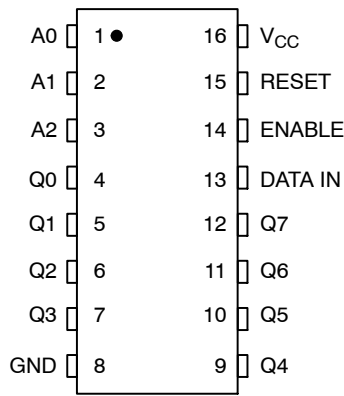 A0 1 16 VCC
A1 2 15 RESET
A2 3 14 ENABLE
Q0 4 13 DATA IN
Q1 5 12 Q7
Q2 6 11 Q6
Q3 7 10 Q5
GND 8 9 Q4